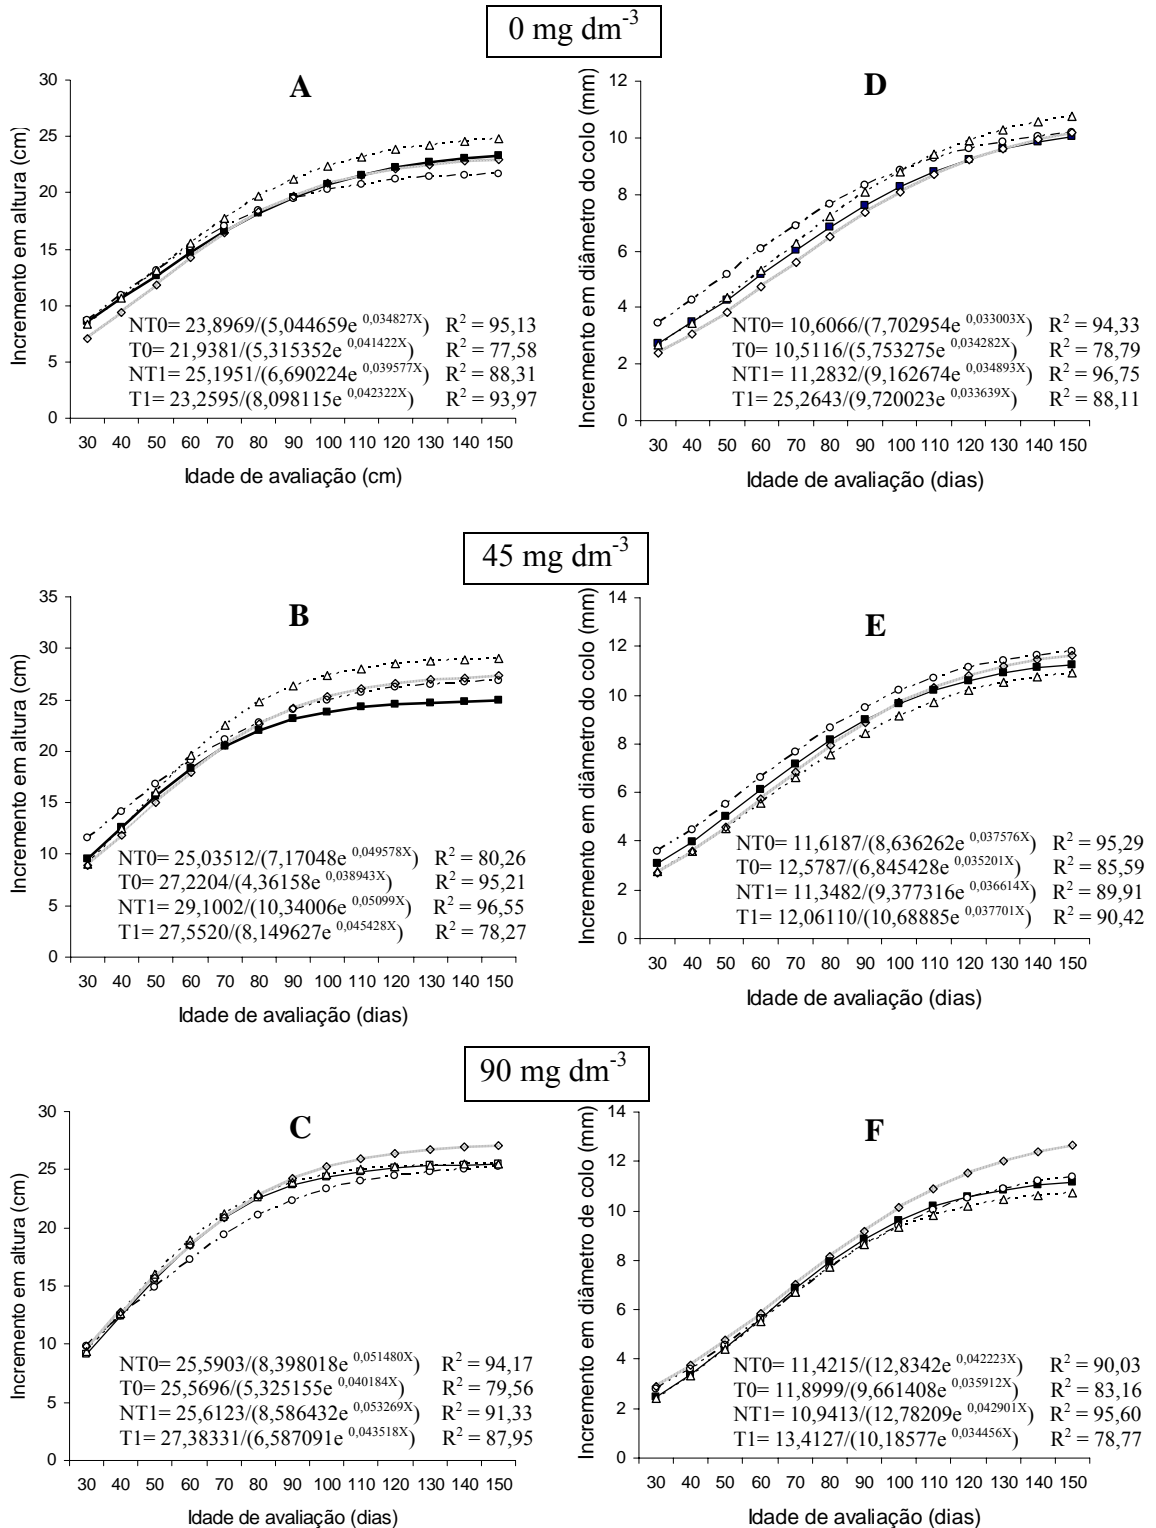 0 mg dm-3
A
Incremento em altura (cm)
30
25
20
15
10
5
0
NT0= 23,8969/(5,044659e 0,034827X) R2 = 95,13
T0= 21,9381/(5,315352e 0,041422X) R2 = 77,58
NT1= 25,1951/(6,690224e 0,039577X) R2 = 88,31
T1= 23,2595/(8,098115e 0,042322X) R2 = 93,97
30 40 50 60 70 80 90 100 110 120 130 140 150
Idade de avaliação (cm)
D
Incremento em diâmetro do colo (mm)
12
10
8
6
4
2
0
NT0= 10,6066/(7,702954e 0,033003X) R2 = 94,33
T0= 10,5116/(5,753275e 0,034282X) R2 = 78,79
NT1= 11,2832/(9,162674e 0,034893X) R2 = 96,75
T1= 25,2643/(9,720023e 0,033639X) R2 = 88,11
30 40 50 60 70 80 90 100 110 120 130 140 150
Idade de avaliação (dias)
45 mg dm-3
B
Incremento em altura (cm)
35
30
25
20
15
10
5
0
NT0= 25,03512/(7,17048e 0,049578X) R2 = 80,26
T0= 27,2204/(4,36158e 0,038943X) R2 = 95,21
NT1= 29,1002/(10,34006e 0,05099X) R2 = 96,55
T1= 27,5520/(8,149627e 0,045428X) R2 = 78,27
30 40 50 60 70 80 90 100 110 120 130 140 150
Idade de avaliação (dias)
E
Incremento em diâmetro do colo (mm)
14
12
10
8
6
4
2
0
NT0= 11,6187/(8,636262e 0,037576X) R2 = 95,29
T0= 12,5787/(6,845428e 0,035201X) R2 = 85,59
NT1= 11,3482/(9,377316e 0,036614X) R2 = 89,91
T1= 12,06110/(10,68885e 0,037701X) R2 = 90,42
30 40 50 60 70 80 90 100 110 120 130 140 150
Idade de avaliação (dias)
90 mg dm-3
C
Incremento em altura (cm)
30
25
20
15
10
5
0
NT0= 25,5903/(8,398018e 0,051480X) R2 = 94,17
T0= 25,5696/(5,325155e 0,040184X) R2 = 79,56
NT1= 25,6123/(8,586432e 0,053269X) R2 = 91,33
T1= 27,38331/(6,587091e 0,043518X) R2 = 87,95
30 40 50 60 70 80 90 100 110 120 130 140 150
Idade de avaliação (dias)
F
Incremento em diâmetro de colo (mm)
14
12
10
8
6
4
2
0
NT0= 11,4215/(12,8342e 0,042223X) R2 = 90,03
T0= 11,8999/(9,661408e 0,035912X) R2 = 83,16
NT1= 10,9413/(12,78209e 0,042901X) R2 = 95,60
T1= 13,4127/(10,18577e 0,034456X) R2 = 78,77
30 40 50 60 70 80 90 100 110 120 130 140 150
Idade de avaliação (dias)